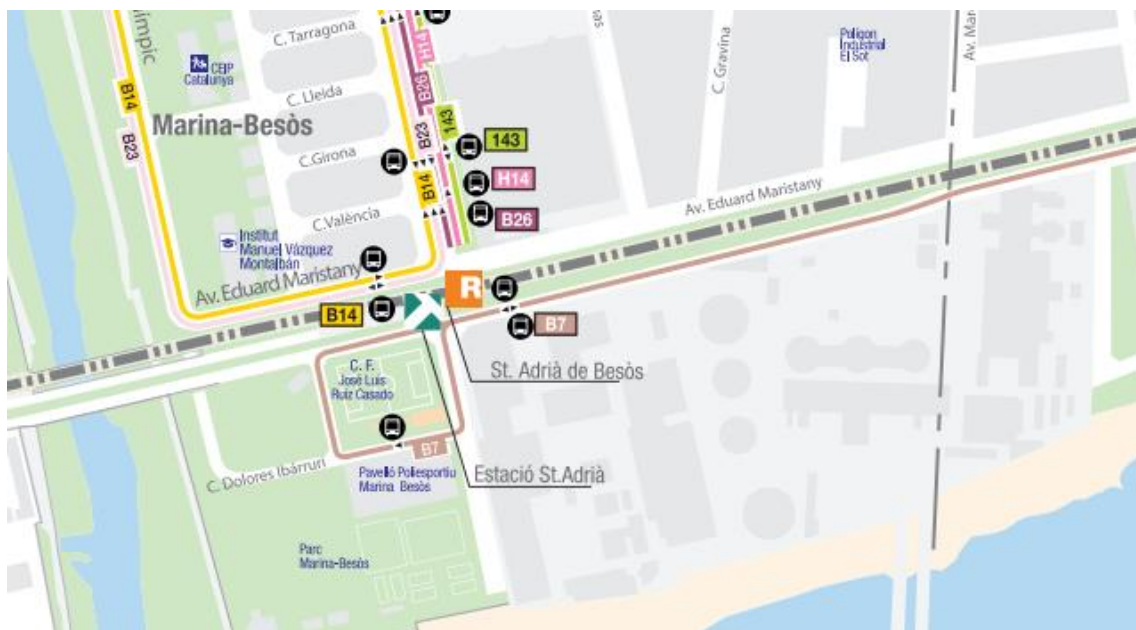 C. Tarragona
H14
B26
CEIP
Catalunya
C. Lleida
B14
B23
Marina-Besòs
C.Girona
B23
143
B14
143
H14
B26
C.València
Institut
Manuel Vázquez
Montalbán
Av. Eduard Maristany
C. Gravina
Polígon
Industrial
El Sot
Av. Eduard Maristany
R
B14
B7
C. F.
José Luis
Ruiz Casado
St. Adrià de Besòs
B7
C. Dolores Ibárruri
Pavelló Poliesportiu
Marina Besòs
Estació St.Adrià
Parc
Marina-Besòs